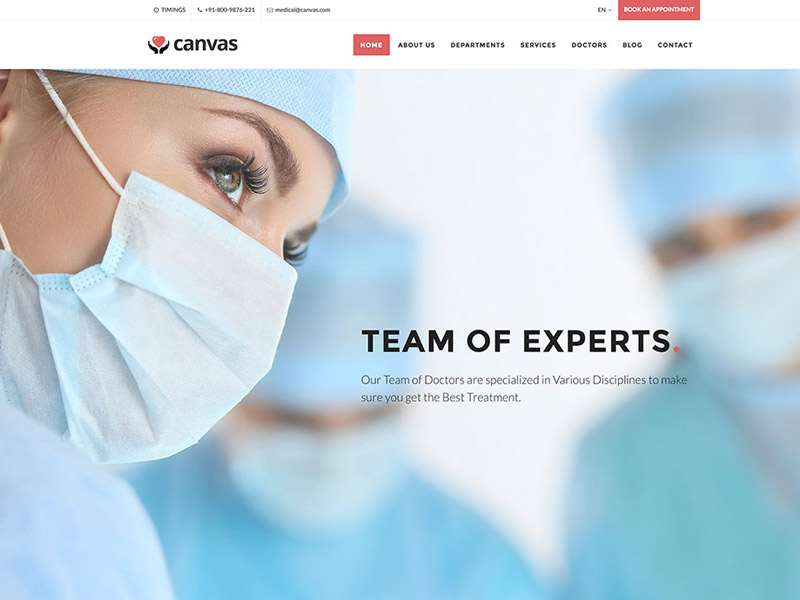 TIMINGS +91-800-9876-221 medical@canvas.com EN BOOK AN APPOINTMENT
canvas HOME ABOUT US DEPARTMENTS SERVICES DOCTORS BLOG CONTACT
TEAM OF EXPERTS.
Our Team of Doctors are specialized in Various Disciplines to make
sure you get the Best Treatment.